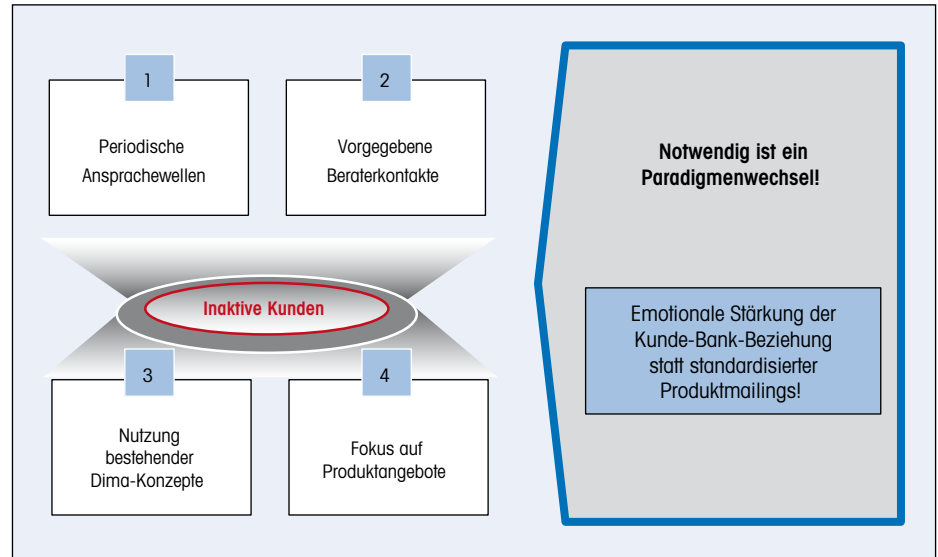 1
Periodische
Ansprachewellen
2
Vorgegebene
Beraterkontakte
Inaktive Kunden
3
Nutzung
bestehender
Dima-Konzepte
4
Fokus auf
Produktangebote
Notwendig ist ein
Paradigmenwechsel!
Emotionale Stärkung der
Kunde-Bank-Beziehung
statt standardisierter
Produktmailings!